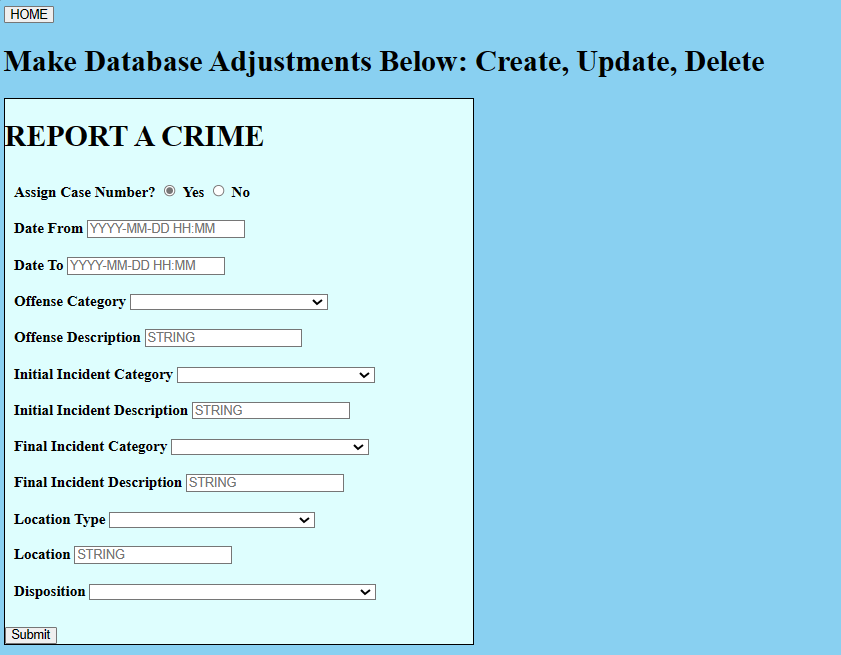 HOME
Make Database Adjustments Below: Create, Update, Delete
REPORT A CRIME
Assign Case Number? Yes No
Date From YYYY-MM-DD HH:MM
Date To YYYY-MM-DD HH:MM
Offense Category
Offense Description STRING
Initial Incident Category
Initial Incident Description STRING
Final Incident Category
Final Incident Description STRING
Location Type
Location STRING
Disposition
Submit